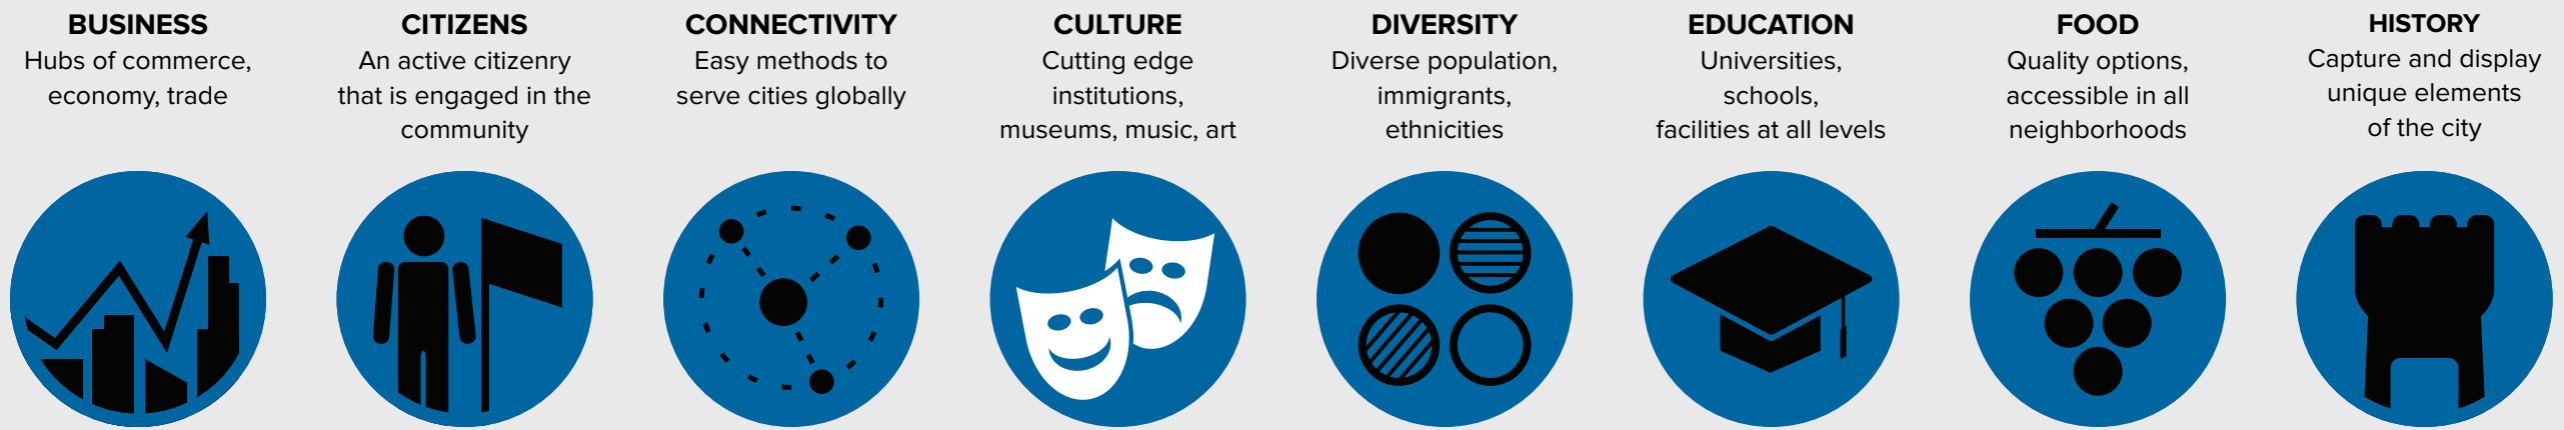 BUSINESS
Hubs of commerce,
economy, trade
CITIZENS
An active citizenry
that is engaged in the
community
CONNECTIVITY
Easy methods to
serve cities globally
CULTURE
Cutting edge
institutions,
museums, music, art
DIVERSITY
Diverse population,
immigrants,
ethnicities
EDUCATION
Universities,
schools,
facilities at all levels
FOOD
Quality options,
accessible in all
neighborhoods
HISTORY
Capture and display
unique elements
of the city